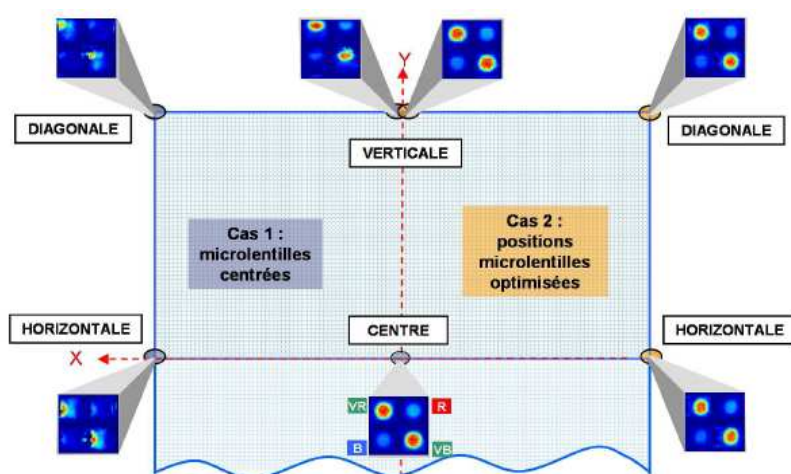 Y
DIAGONALE
VERTICALE
DIAGONALE
Cas 1 :
microlentilles
centrées
Cas 2 :
positions
microlentilles
optimisées
HORIZONTALE
CENTRE
HORIZONTALE
X
VR
R
B
VB